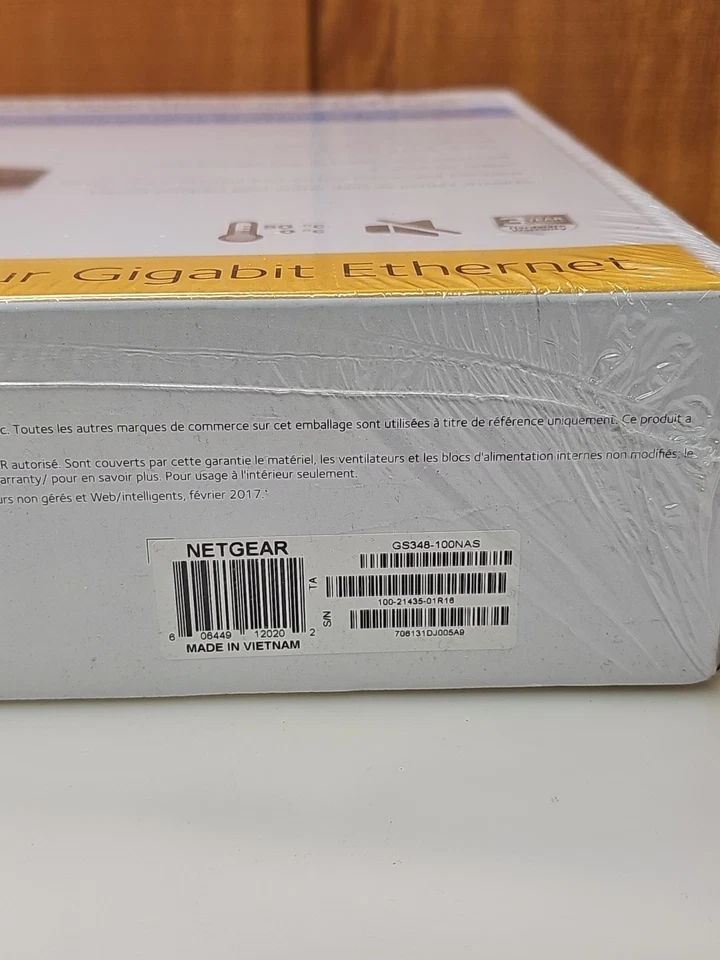 ur Gigabit Ethernet
c. Toutes les autres marques de commerce sur cet emballage sont utilisées à titre de référence uniquement. Ce produit a
R autorisé. Sont couverts par cette garantie le matériel, les ventilateurs et les blocs d'alimentation internes non modifiés; le
arranty/ pour en savoir plus. Pour usage à l'intérieur seulement.
urs non gérés et Web/intelligents, février 2017.
NETGEAR
6 06449 12020 2
MADE IN VIETNAM
GS348-100NAS
TA
100-21435-01R16
S/N
706131DJ005A9